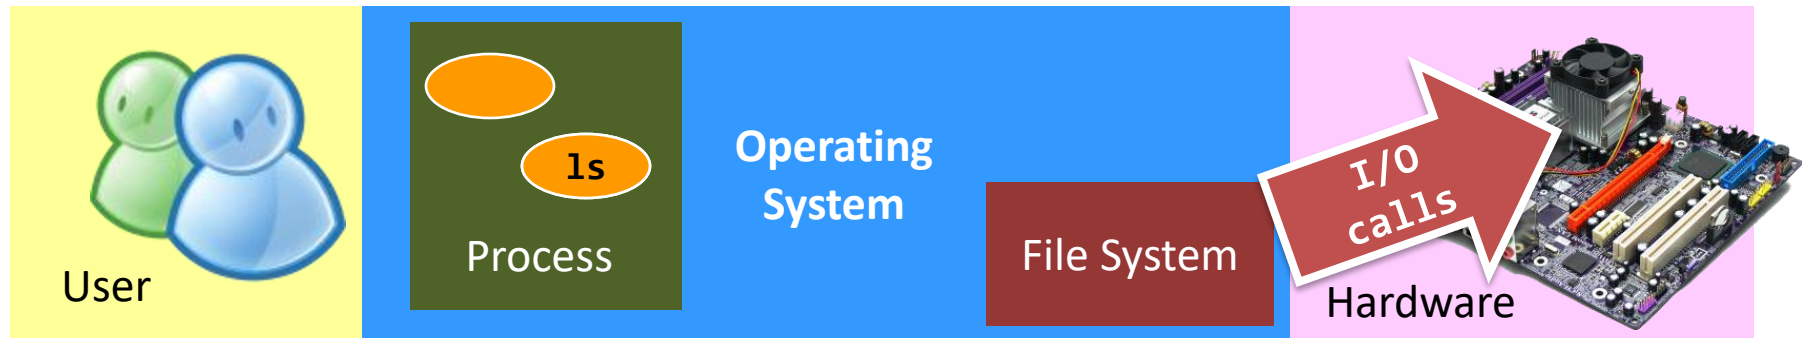 User
ls
Process
Operating
System
File System
I/O
calls
Hardware